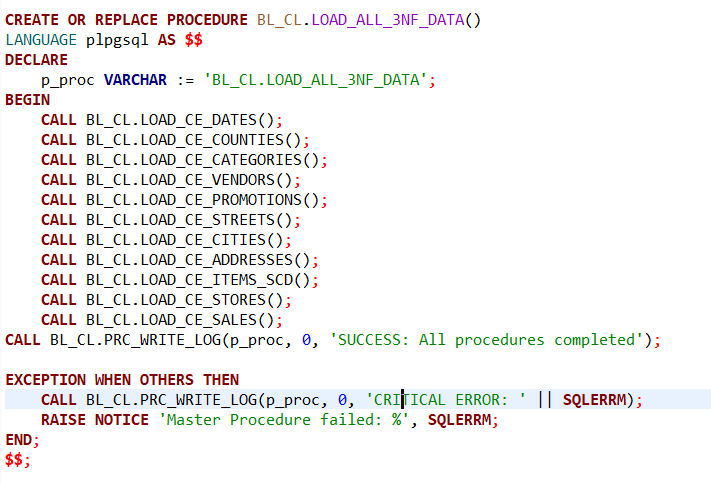 CREATE OR REPLACE PROCEDURE BL_CL.LOAD_ALL_3NF_DATA()
LANGUAGE plpgsql AS $$
DECLARE
    p_proc VARCHAR := 'BL_CL.LOAD_ALL_3NF_DATA';
BEGIN
    CALL BL_CL.LOAD_CE_DATES();
    CALL BL_CL.LOAD_CE_COUNTIES();
    CALL BL_CL.LOAD_CE_CATEGORIES();
    CALL BL_CL.LOAD_CE_VENDORS();
    CALL BL_CL.LOAD_CE_PROMOTIONS();
    CALL BL_CL.LOAD_CE_STREETS();
    CALL BL_CL.LOAD_CE_CITIES();
    CALL BL_CL.LOAD_CE_ADDRESSES();
    CALL BL_CL.LOAD_CE_ITEMS_SCD();
    CALL BL_CL.LOAD_CE_STORES();
    CALL BL_CL.LOAD_CE_SALES();
CALL BL_CL.PRC_WRITE_LOG(p_proc, 0, 'SUCCESS: All procedures completed');

EXCEPTION WHEN OTHERS THEN
    CALL BL_CL.PRC_WRITE_LOG(p_proc, 0, 'CRITICAL ERROR: ' || SQLERRM);
    RAISE NOTICE 'Master Procedure failed: %', SQLERRM;
END;
$$;